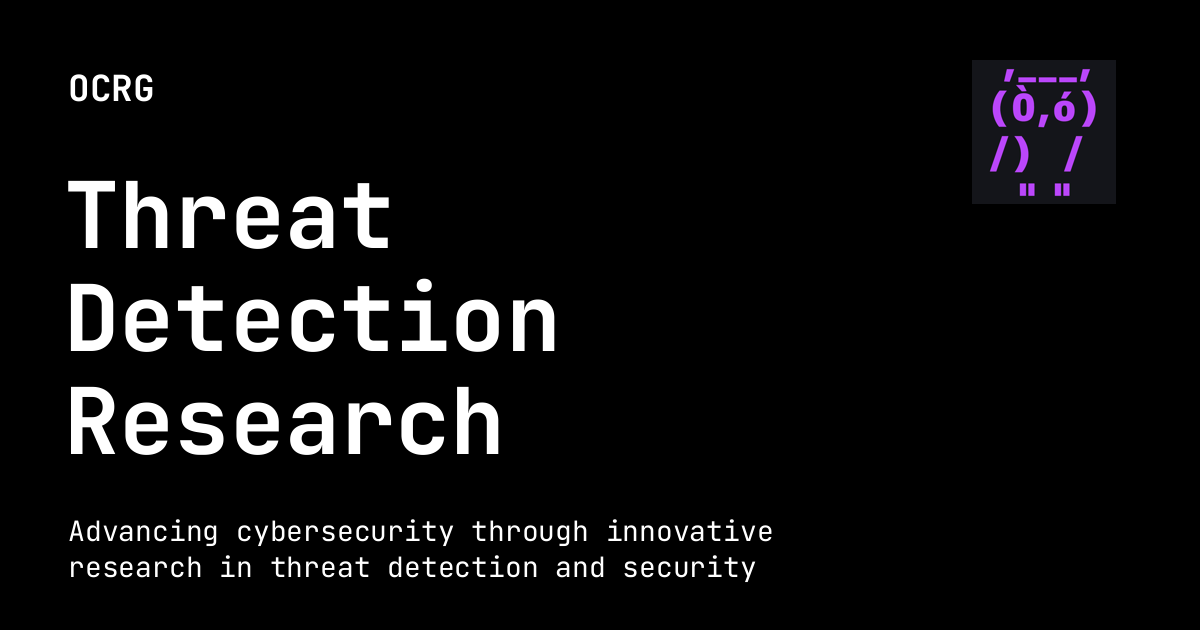 OCRG
,___,
(Ò,ó)
/)  /
" "
Threat
Detection
Research
Advancing cybersecurity through innovative
research in threat detection and security